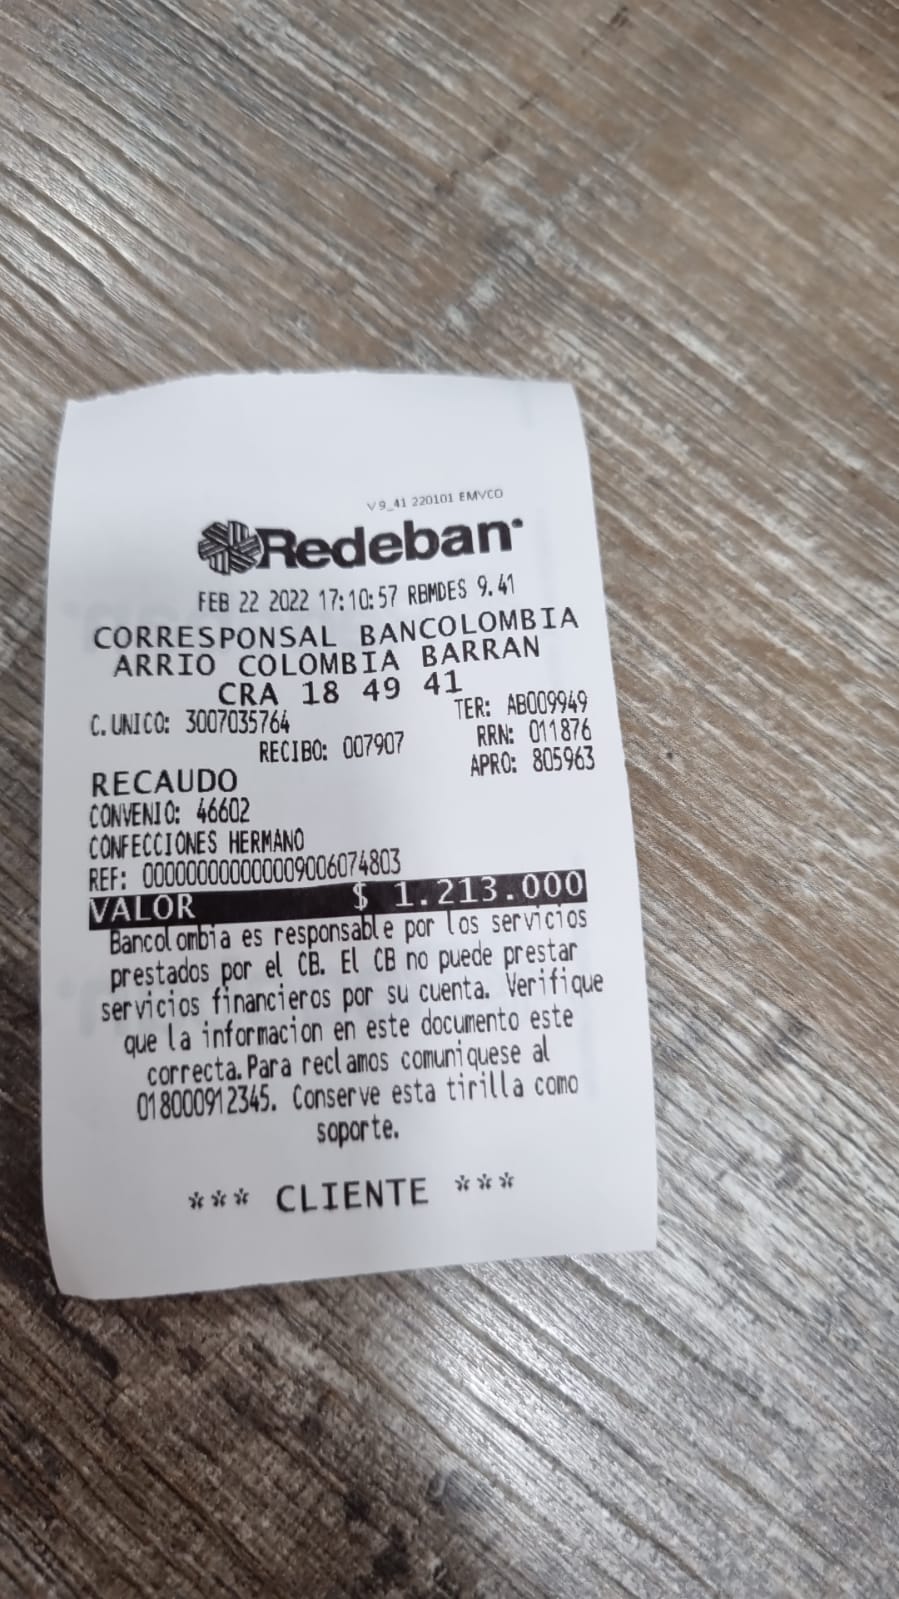 V9_41 220101 EMVCO
Redeban
FEB 22 2022 17:10:57 RBMDES 9.41
CORRESPONSAL BANCOLOMBIA
ARRIO COLOMBIA BARRAN
CRA 18 49 41
C. UNICO: 3007035764 TER: AB009949
RECIBO: 007907 RRN: 011876
RECAUDO APRO: 805963
CONVENIO: 46602
CONFECCIONES HERMANO
REF: 000000000000009006074803
VALOR $ 1.213.000
Bancolombia es responsable por los servicios
prestados por el CB. El CB no puede prestar
servicios financieros por su cuenta. Verifique
que la informacion en este documento este
correcta. Para reclamos comuniquese al
018000912345. Conserve esta tirilla como
soporte.
*** CLIENTE ***